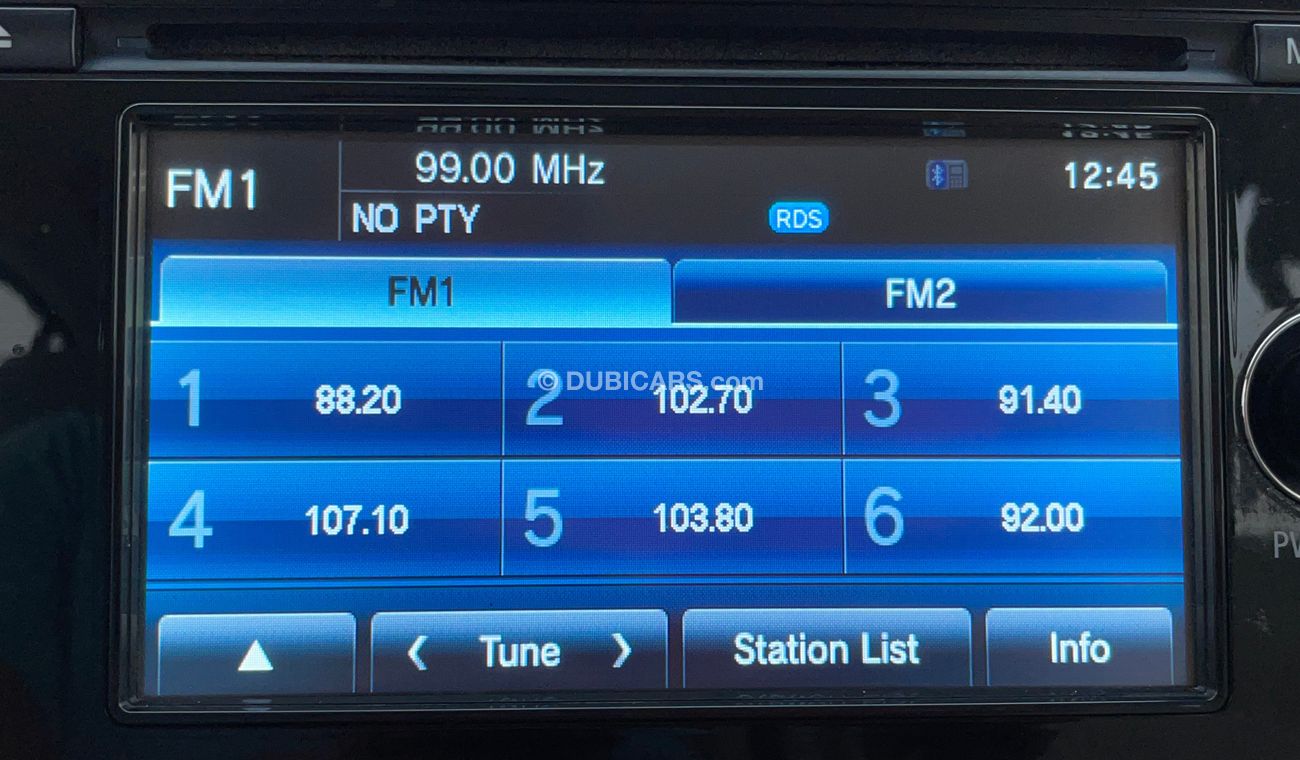 FM1
99.00 MHz
12:45
NO PTY
RDS
FM1
FM2
1 88.20
2 102.70
3 91.40
© DUBICARS.com
4 107.10
5 103.80
6 92.00
Tune
Station List
Info